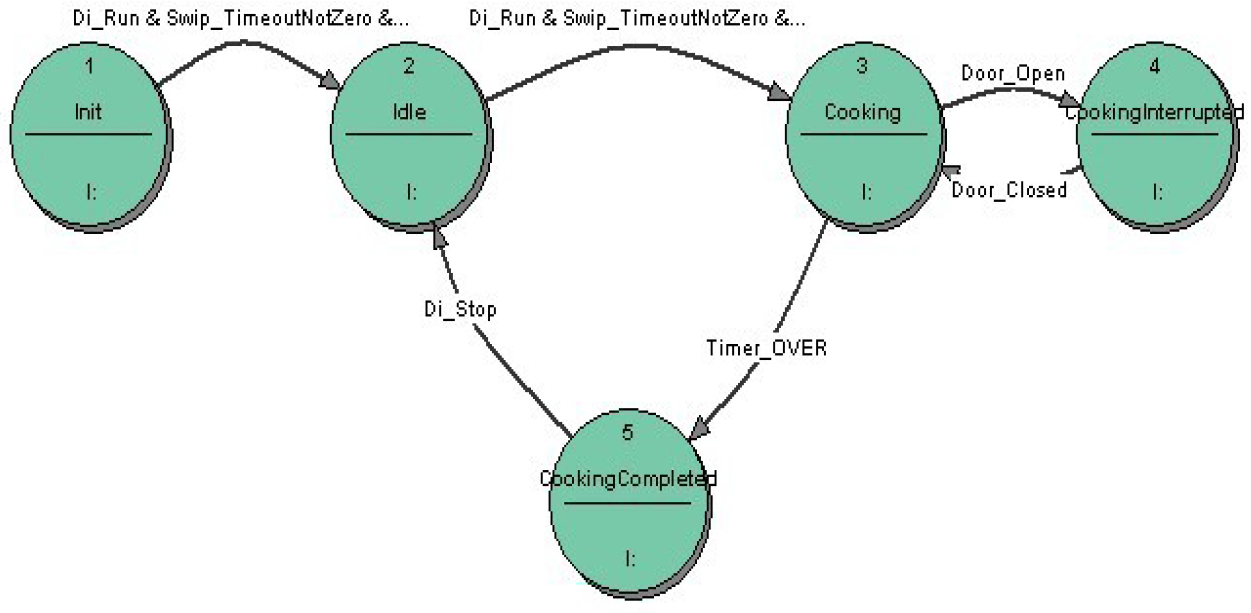 Di_Run & Swip_TimeoutNotZero &...
Di_Run & Swip_TimeoutNotZero &...
1
Init
I:
2
Idle
I:
3
Cooking
I:
Door_Open
4
CookingInterrupted
I:
Door_Closed
Di_Stop
Timer_OVER
5
CookingCompleted
I: